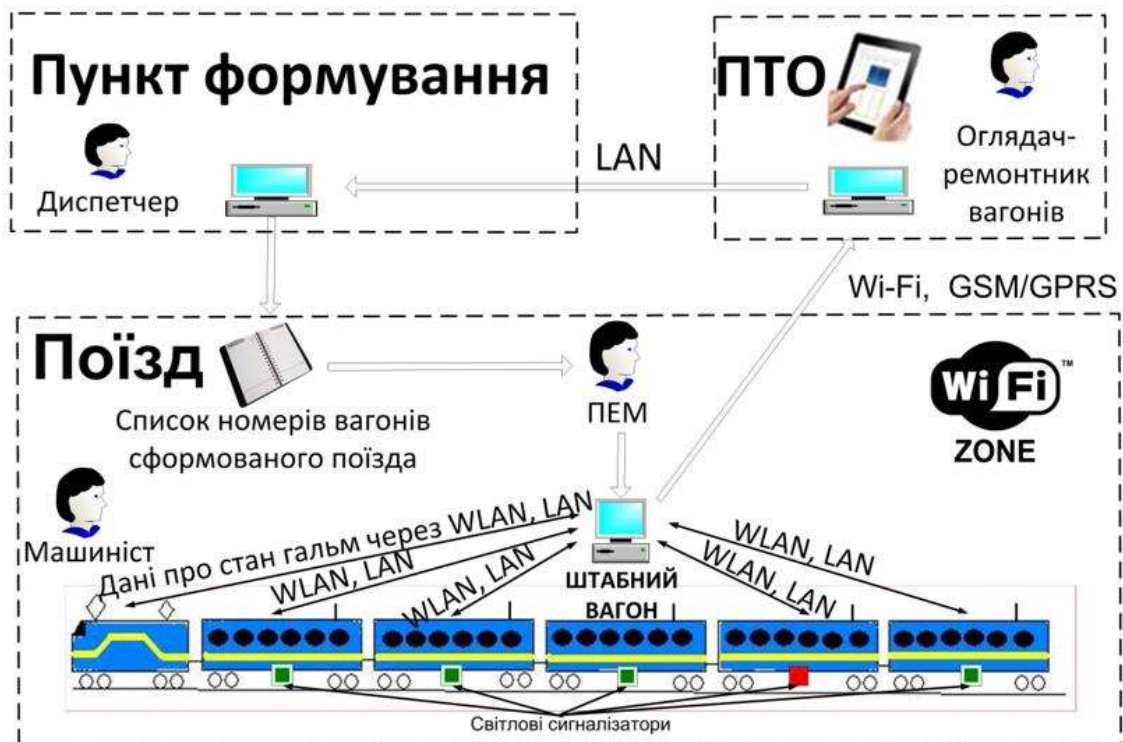 Пункт формування
Диспетчер
LAN
ПТО
Оглядач-
ремонтник
вагонів
Wi-Fi, GSM/GPRS
Поїзд
Список номерів вагонів
сформованого поїзда
ПЕМ
Wi Fi™
ZONE
Машиніст
Дані про стан гальм через WLAN, LAN
WLAN, LAN
WLAN, LAN
WLAN, LAN
WLAN, LAN
ШТАБНИЙ
ВАГОН
Світлові сигналізатори